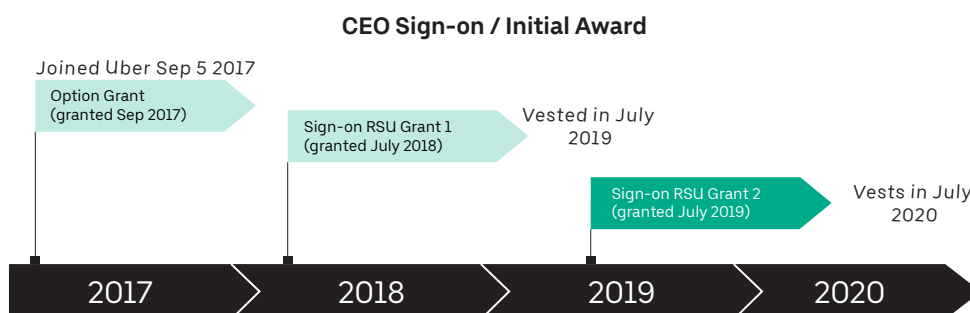 CEO Sign-on / Initial Award
Joined Uber Sep 5 2017
Option Grant
(granted Sep 2017)
Sign-on RSU Grant 1
(granted July 2018)
Vested in July
2019
Sign-on RSU Grant 2
(granted July 2019)
Vests in July
2020
2017
2018
2019
2020